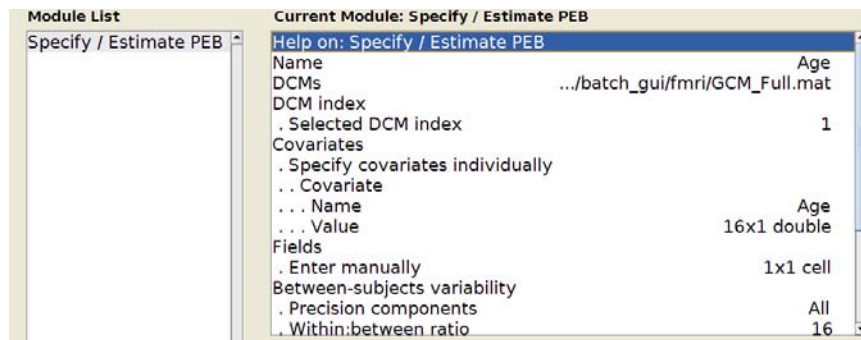 Module List
Current Module: Specify / Estimate PEB
Specify / Estimate PEB
Help on: Specify / Estimate PEB
Name Age
DCMs .../batch_gui/fmri/GCM_Full.mat
DCM index
. Selected DCM index 1
Covariates
. Specify covariates individually
. . Covariate
. . . Name Age
. . . Value 16x1 double
Fields
. Enter manually 1x1 cell
Between-subjects variability
. Precision components All
. Within:between ratio 16